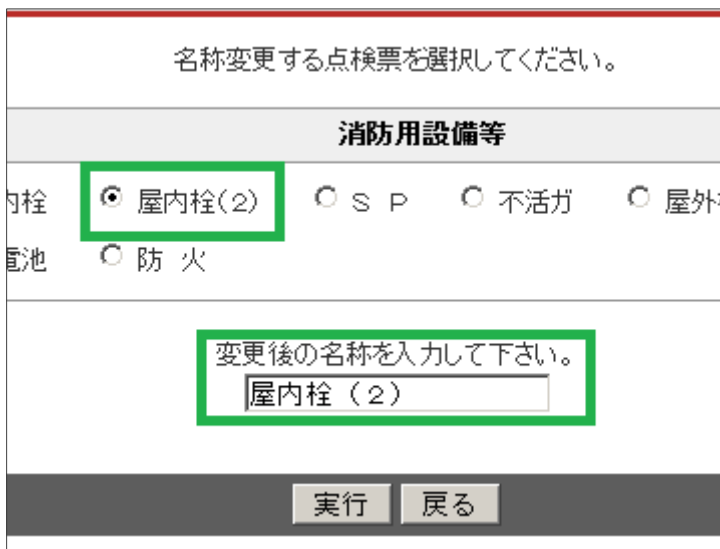 名称変更する点検票を選択してください。
消防用設備等
内栓 屋内栓(2) Ｓ Ｐ 不活ガ 屋外
電池 防 火
変更後の名称を入力して下さい。
屋内栓（２）
実行 戻る